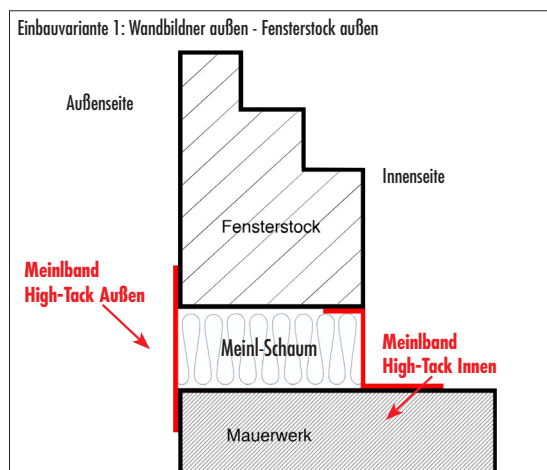 Einbauvariante 1: Wandbildner außen - Fensterstock außen
Außenseite
Innenseite
Fensterstock
Meinlband
High-Tack Außen
Meinl-Schaum
Meinlband
High-Tack Innen
Mauerwerk